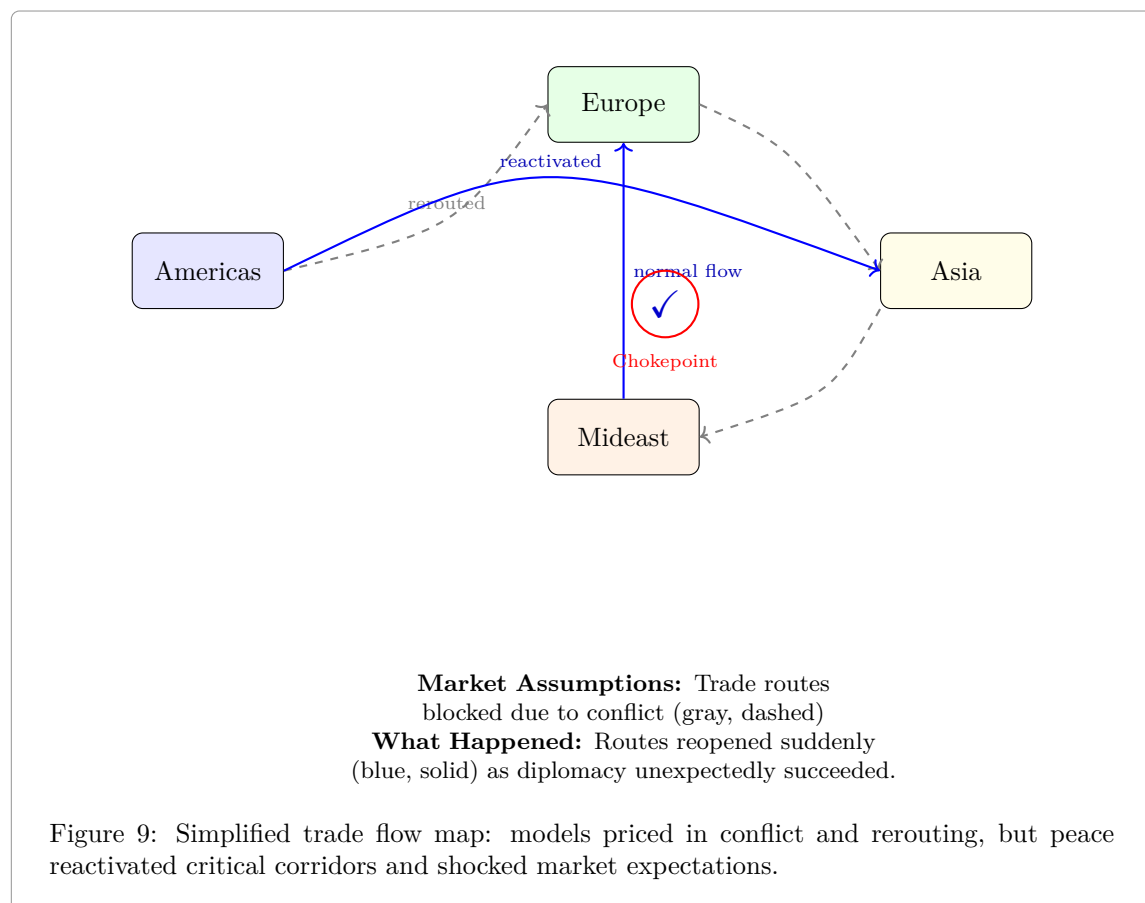 Europe
reactivated
rerouted
Americas
normal flow
Asia
✓
Chokepoint
Mideast
Market Assumptions: Trade routes
blocked due to conflict (gray, dashed)
What Happened: Routes reopened suddenly
(blue, solid) as diplomacy unexpectedly succeeded.
Figure 9: Simplified trade flow map: models priced in conflict and rerouting, but peace
reactivated critical corridors and shocked market expectations.